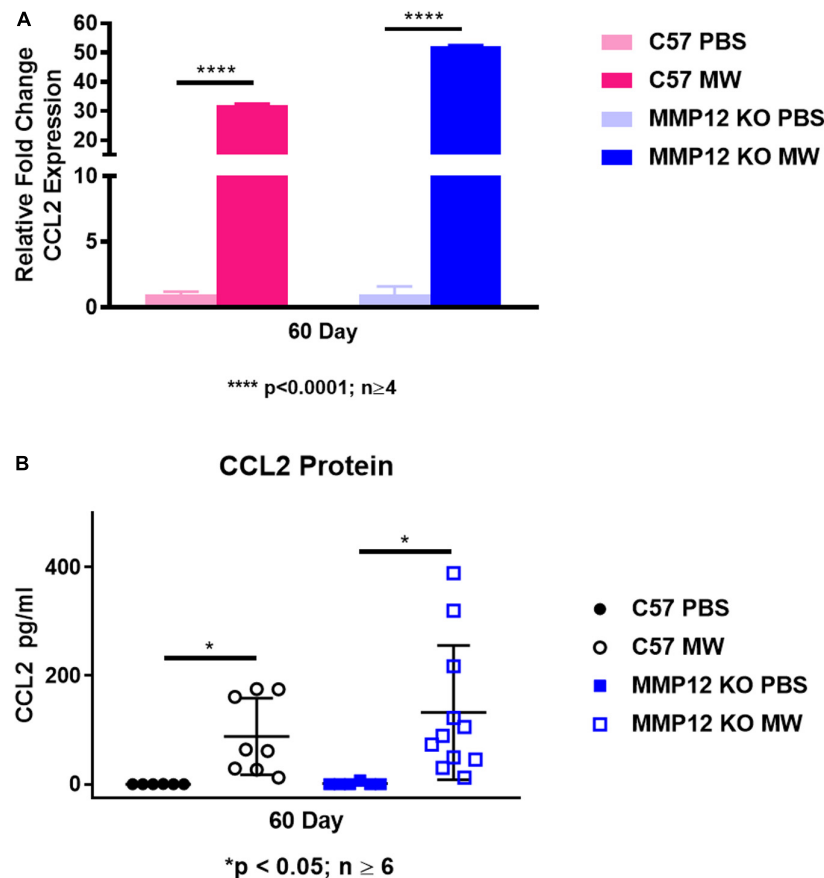 A
Relative Fold Change
CCL2 Expression
60
50
40
30
20
10
5
0
****
****
60 Day
**** p<0.0001; n≥4
C57 PBS
C57 MW
MMP12 KO PBS
MMP12 KO MW
B
CCL2 Protein
CCL2 pg/ml
400
200
0
*
*
60 Day
*p < 0.05; n ≥ 6
C57 PBS
C57 MW
MMP12 KO PBS
MMP12 KO MW